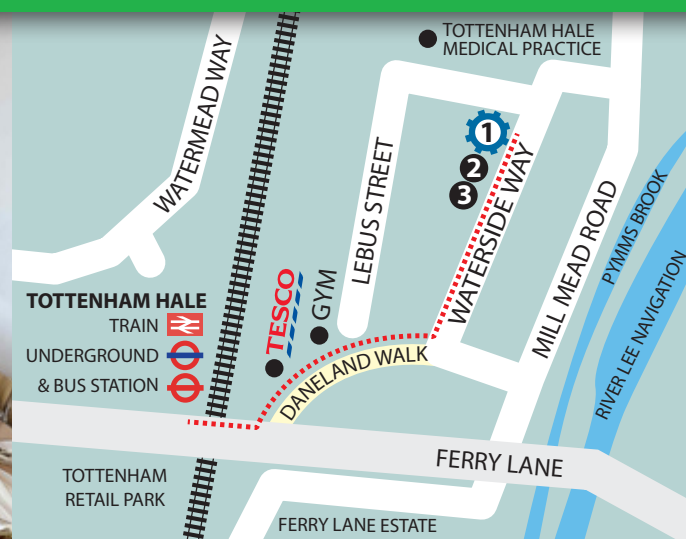 TOTTENHAM HALE
MEDICAL PRACTICE
WATERMEAD WAY
1
2
3
LEBUS STREET
WATERSIDE WAY
MILL MEAD ROAD
PYMMS BROOK
RIVER LEE NAVIGATION
TOTTENHAM HALE
TRAIN
UNDERGROUND
& BUS STATION
TESCO
GYM
DANELAND WALK
FERRY LANE
TOTTENHAM
RETAIL PARK
FERRY LANE ESTATE